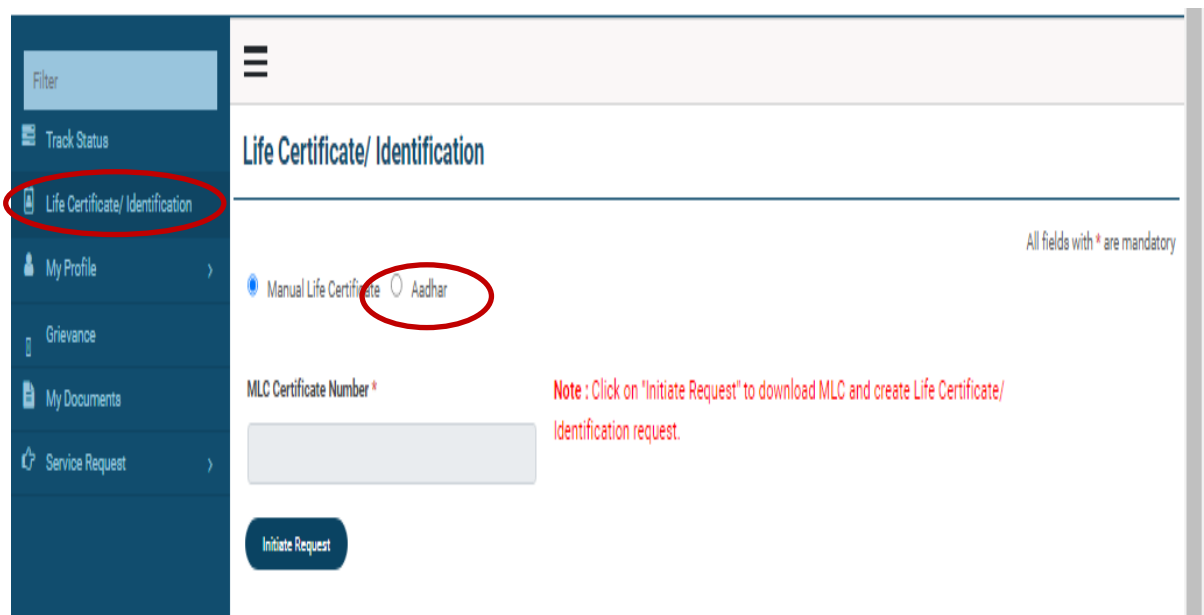 Filter
Track Status
Life Certificate/ Identification
My Profile
Grievance
My Documents
Service Request
Life Certificate/ Identification
All fields with * are mandatory
Manual Life Certificate Aadhar
MLC Certificate Number *
Note : Click on "Initiate Request" to download MLC and create Life Certificate/
Identification request.
Initiate Request